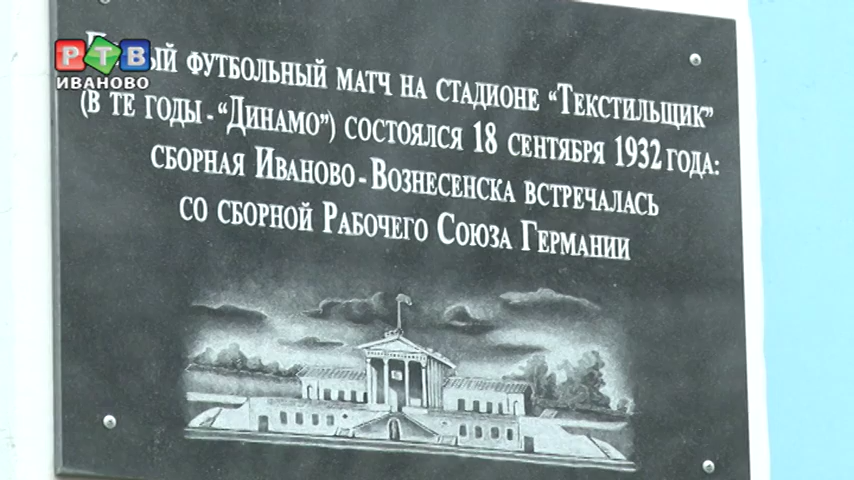 РТВ
ИВАНОВО
ФУТБОЛЬНЫЙ МАТЧ НА СТАДИОНЕ “ТЕКСТИЛЬЩИК”
(В ТЕ ГОДЫ - “ДИНАМО”) СОСТОЯЛСЯ 18 СЕНТЯБРЯ 1932 ГОДА:
СБОРНАЯ ИВАНОВО - ВОЗНЕСЕНСКА ВСТРЕЧАЛАСЬ
СО СБОРНОЙ РАБОЧЕГО СОЮЗА ГЕРМАНИИ